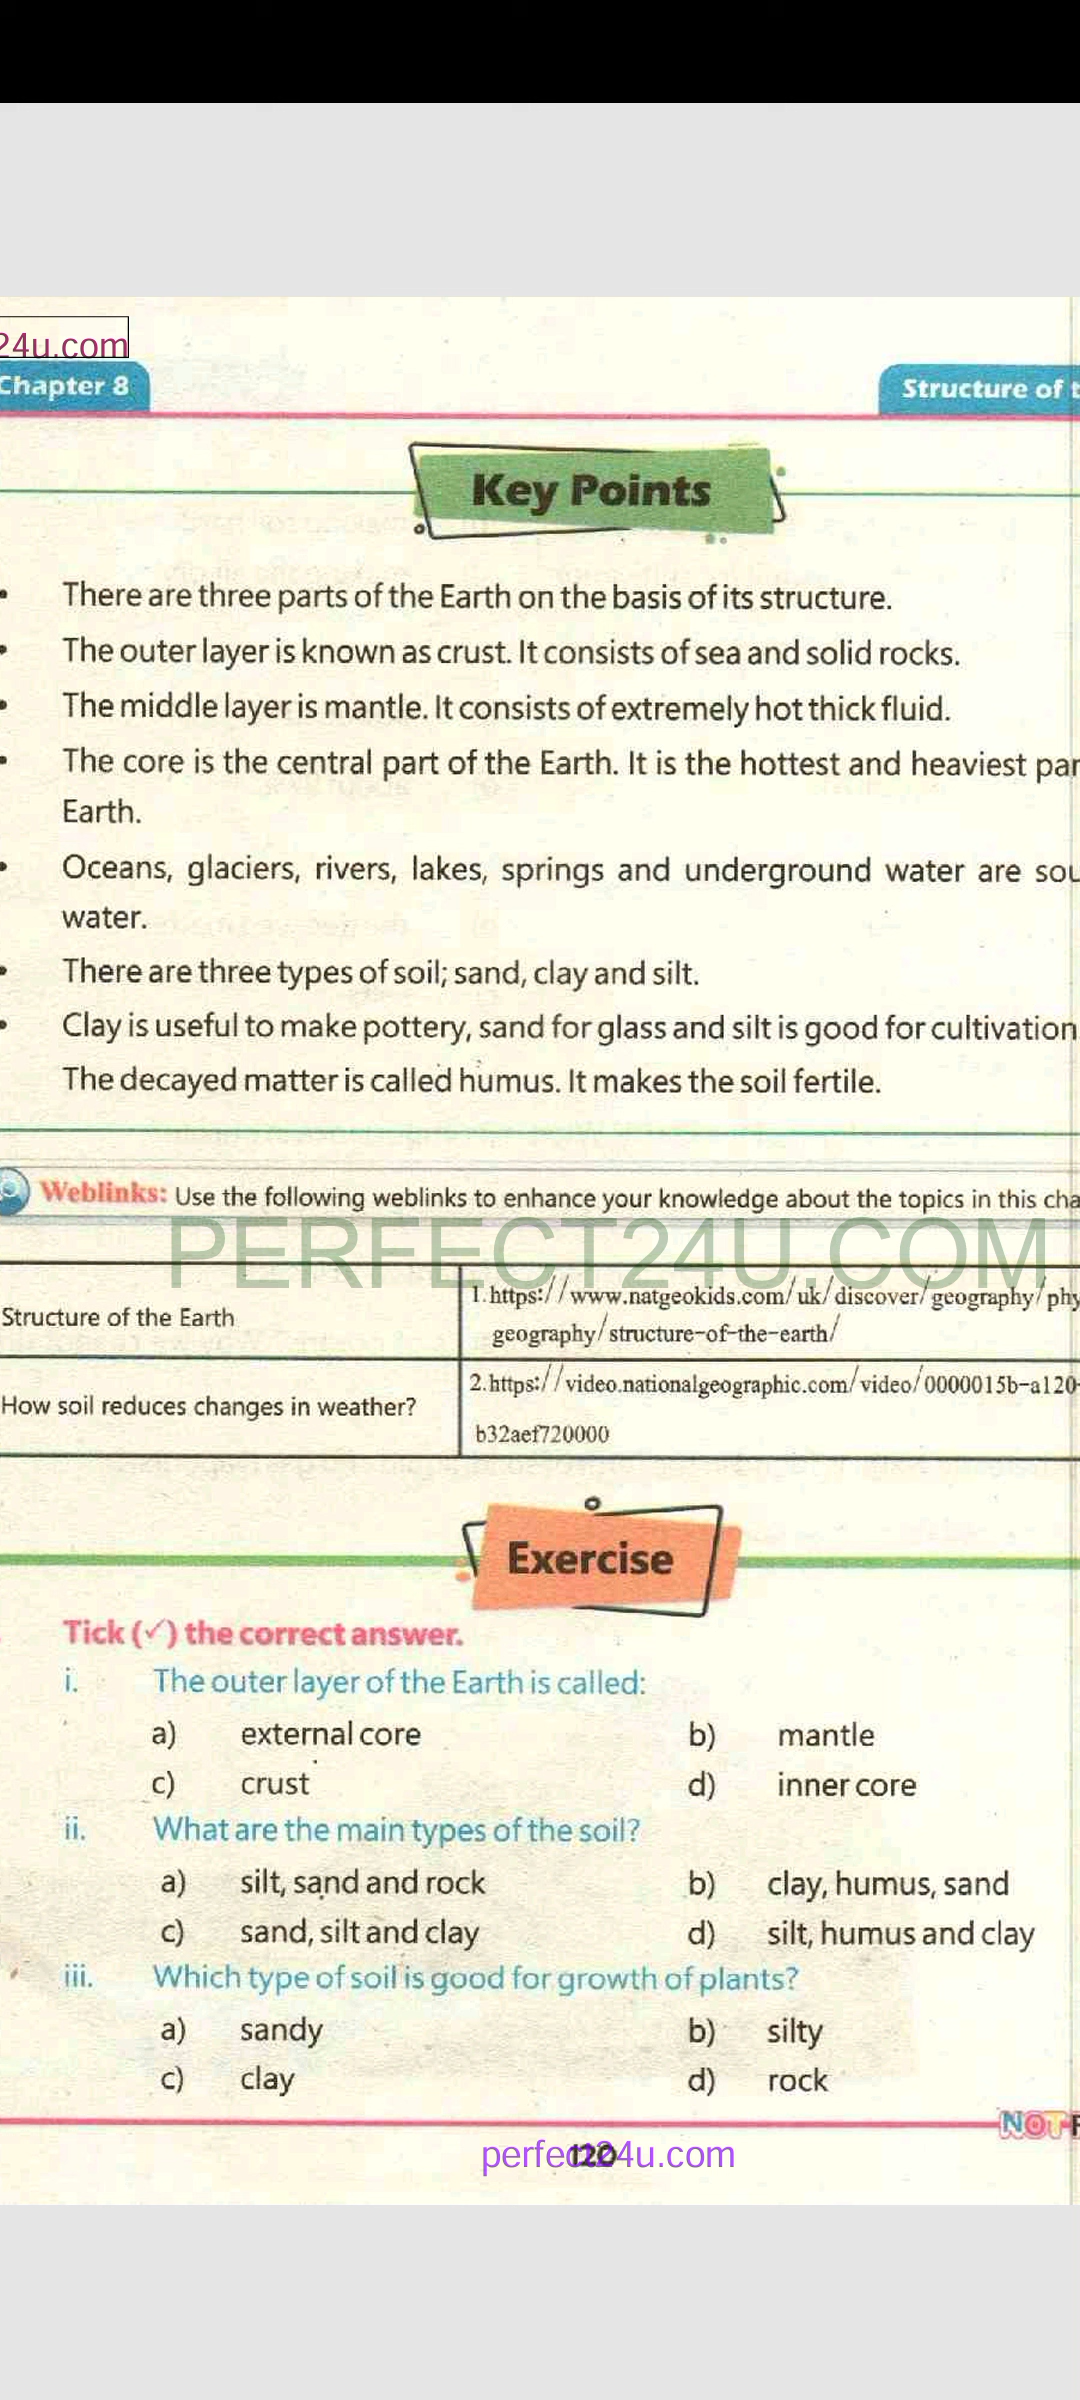 24u.com
Chapter 8
Structure of t
Key Points
• There are three parts of the Earth on the basis of its structure.
• The outer layer is known as crust. It consists of sea and solid rocks.
• The middle layer is mantle. It consists of extremely hot thick fluid.
• The core is the central part of the Earth. It is the hottest and heaviest par
Earth.
• Oceans, glaciers, rivers, lakes, springs and underground water are sou
water.
• There are three types of soil; sand, clay and silt.
• Clay is useful to make pottery, sand for glass and silt is good for cultivation
The decayed matter is called humus. It makes the soil fertile.
Weblinks: Use the following weblinks to enhance your knowledge about the topics in this cha
PERFECT24U.COM
Structure of the Earth
1.https://www.natgeokids.com/uk/discover/geography/phy
geography/structure-of-the-earth/
How soil reduces changes in weather?
2.https://video.nationalgeographic.com/video/0000015b-a120-
b32aef720000
Exercise
Tick (✓) the correct answer.
i. The outer layer of the Earth is called:
a) external core b) mantle
c) crust d) inner core
ii. What are the main types of the soil?
a) silt, sand and rock b) clay, humus, sand
c) sand, silt and clay d) silt, humus and clay
iii. Which type of soil is good for growth of plants?
a) sandy b) silty
c) clay d) rock
NOT F
perfect24u.com
120